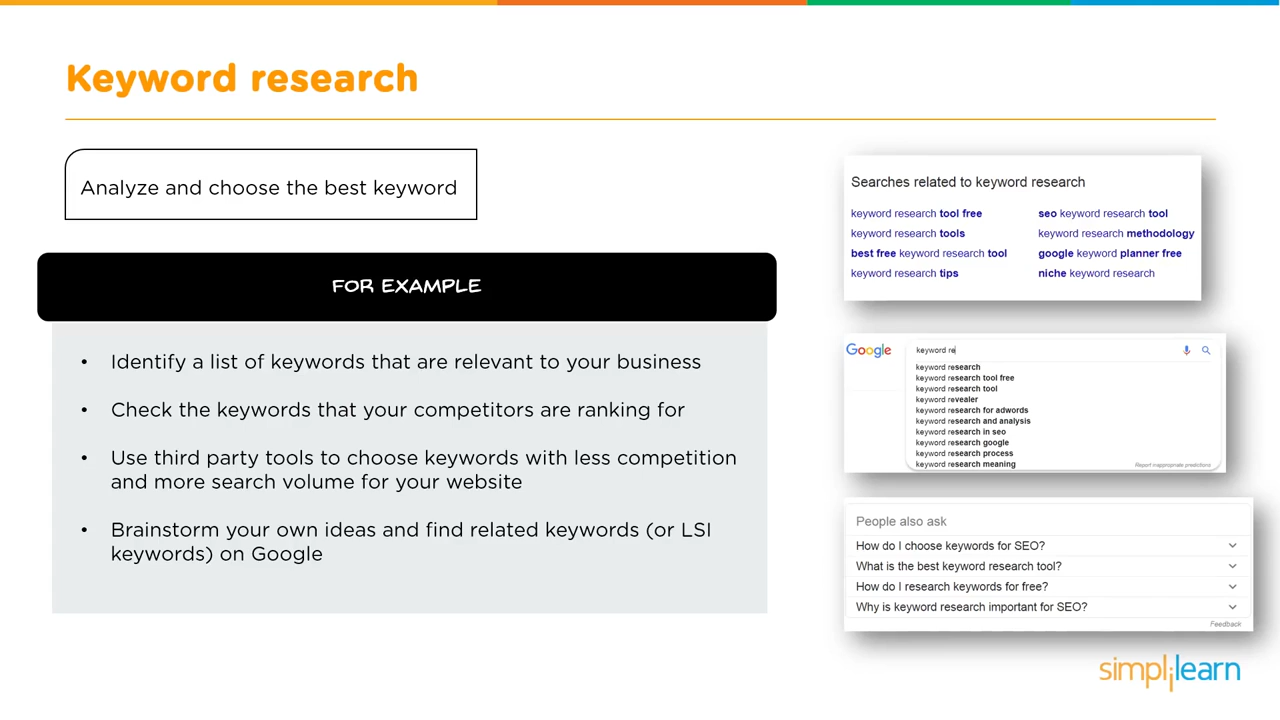 Keyword research
Analyze and choose the best keyword
FOR EXAMPLE
• Identify a list of keywords that are relevant to your business
• Check the keywords that your competitors are ranking for
• Use third party tools to choose keywords with less competition
and more search volume for your website
• Brainstorm your own ideas and find related keywords (or LSI
keywords) on Google
Searches related to keyword research
keyword research tool free
keyword research tools
best free keyword research tool
keyword research tips
seo keyword research tool
keyword research methodology
google keyword planner free
niche keyword research
Google
keyword re
keyword research
keyword research tool free
keyword research tool
keyword revealer
keyword research for adwords
keyword research and analysis
keyword research in seo
keyword research google
keyword research process
keyword research meaning
Report inappropriate predictions
People also ask
How do I choose keywords for SEO?
What is the best keyword research tool?
How do I research keywords for free?
Why is keyword research important for SEO?
Feedback
simplilearn